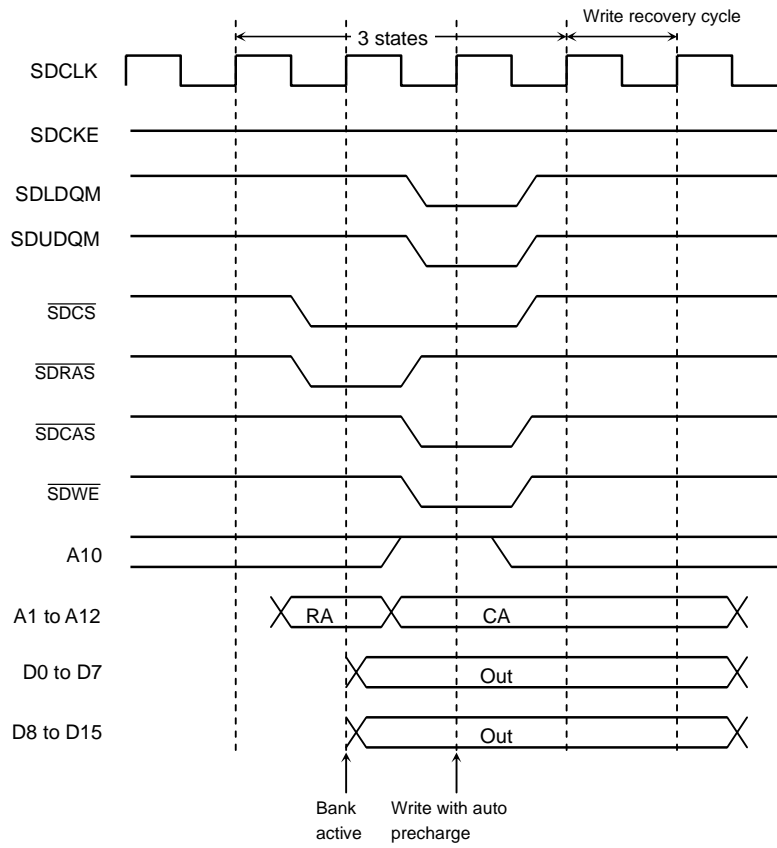 Write recovery cycle
3 states
SDCLK
SDCKE
SDLDQM
SDUDQM
SDCS
SDRAS
SDCAS
SDWE
A10
A1 to A12
RA
CA
D0 to D7
Out
D8 to D15
Out
Bank
active
Write with auto
precharge